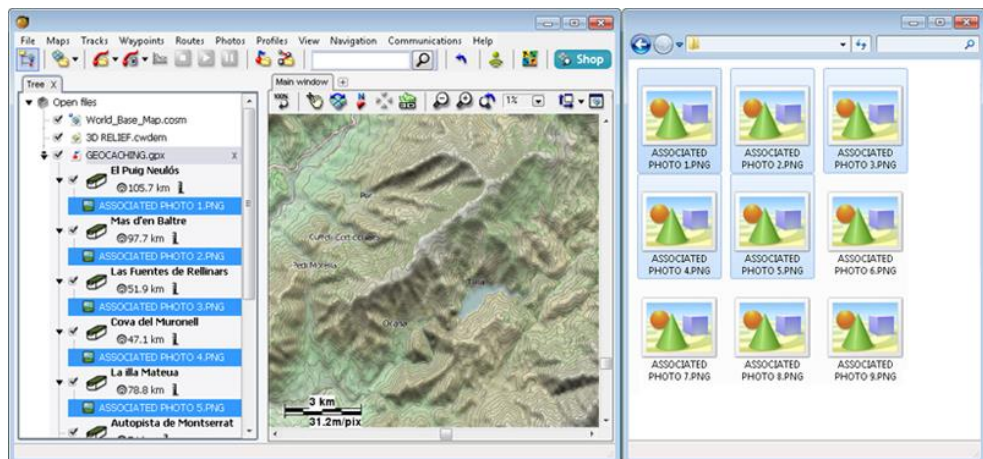 File Maps Tracks Waypoints Routes Photos Profiles View Navigation Communications Help
Shop
Tree X
Open files
World_Base_Map.cosm
3D RELIEF.cwdem
GEOCACHING.gpx x
El Puig Neulós
105.7 km
ASSOCIATED PHOTO 1.PNG
Mas d'en Baltre
97.7 km
ASSOCIATED PHOTO 2.PNG
Las Fuentes de Rellinars
51.9 km
ASSOCIATED PHOTO 3.PNG
Cova del Muronell
47.1 km
ASSOCIATED PHOTO 4.PNG
La illa Mateua
78.8 km
ASSOCIATED PHOTO 5.PNG
Autopista de Montserrat
Main window
100%
1%
3 km
31.2m/pix
ASSOCIATED PHOTO 1.PNG
ASSOCIATED PHOTO 2.PNG
ASSOCIATED PHOTO 3.PNG
ASSOCIATED PHOTO 4.PNG
ASSOCIATED PHOTO 5.PNG
ASSOCIATED PHOTO 6.PNG
ASSOCIATED PHOTO 7.PNG
ASSOCIATED PHOTO 8.PNG
ASSOCIATED PHOTO 9.PNG